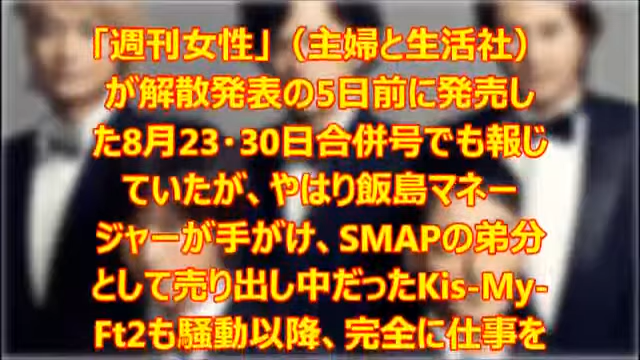 「週刊女性」（主婦と生活社）
が解散発表の5日前に発売し
た8月23・30日合併号でも報じ
ていたが、やはり飯島マネー
ジャーが手がけ、SMAPの弟分
として売り出し中だったKis-My-
Ft2も騒動以降、完全に仕事を